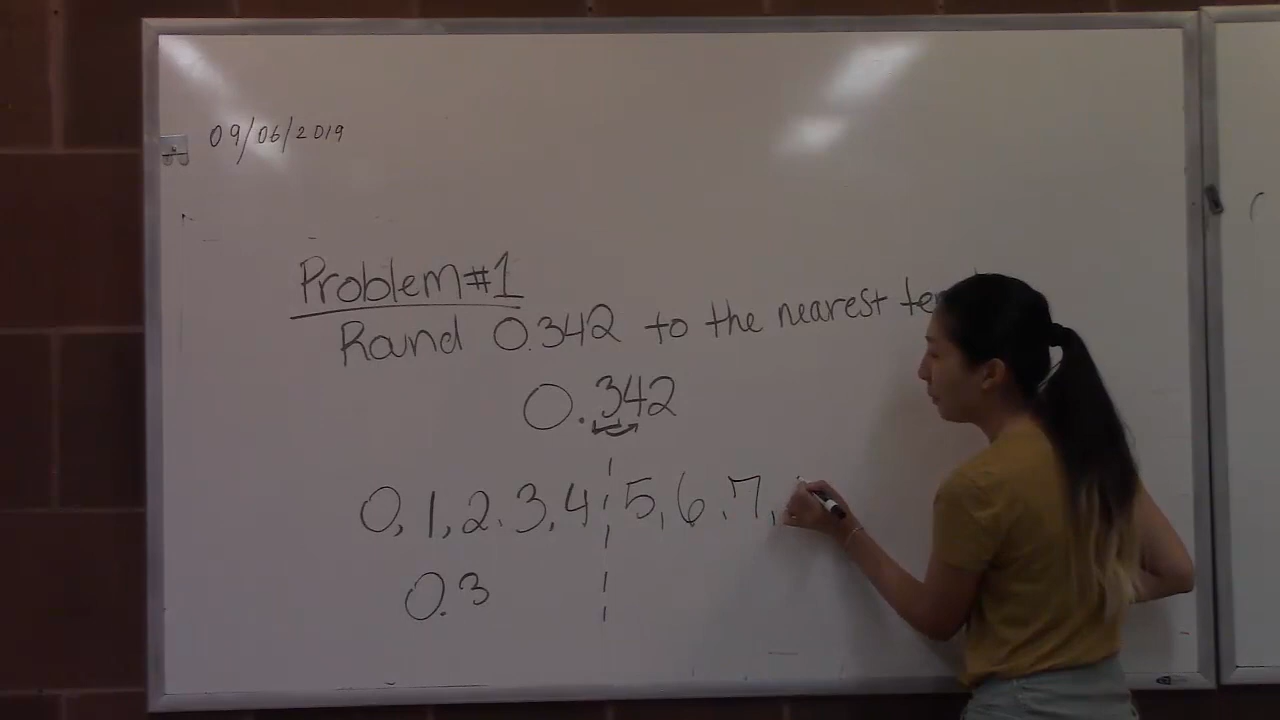 09/06/2019
Problem #1
Round 0.342 to the nearest
0.342
0, 1, 2, 3, 4 5, 6, 7,
0.3